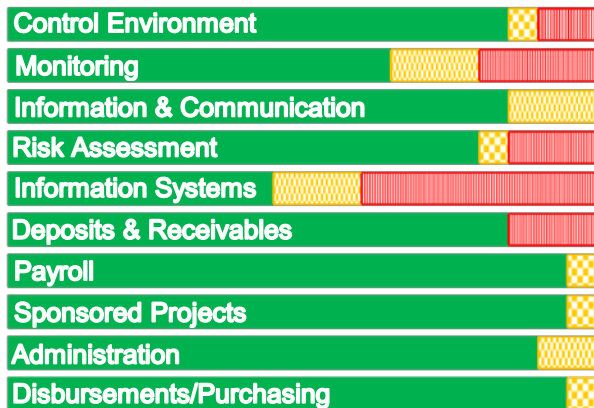 Control Environment
Monitoring
Information & Communication
Risk Assessment
Information Systems
Deposits & Receivables
Payroll
Sponsored Projects
Administration
Disbursements/Purchasing